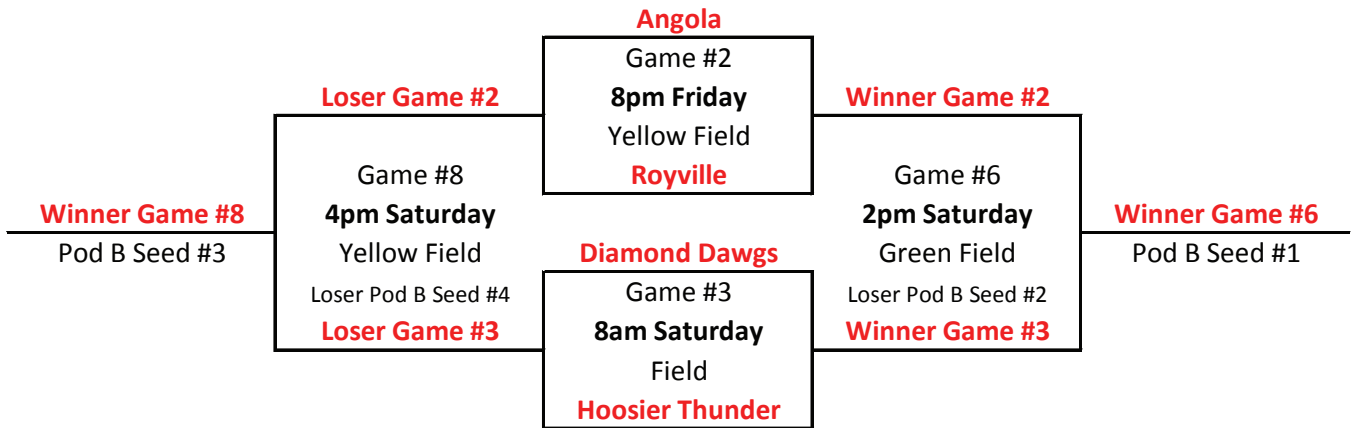 Angola
Game #2
Loser Game #2
8pm Friday
Winner Game #2
Yellow Field
Game #8
Royville
Game #6
Winner Game #8
4pm Saturday
2pm Saturday
Winner Game #6
Pod B Seed #3
Yellow Field
Diamond Dawgs
Green Field
Pod B Seed #1
Loser Pod B Seed #4
Game #3
Loser Pod B Seed #2
Loser Game #3
8am Saturday
Winner Game #3
Field
Hoosier Thunder